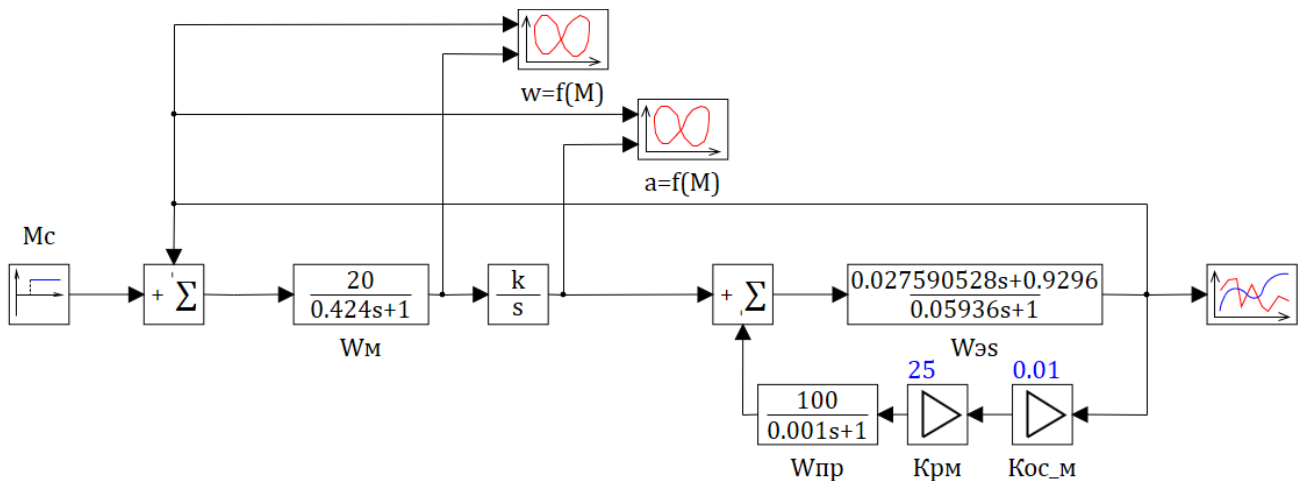 w=f(M)
a=f(M)
Мс
+ Σ
20
0.424s+1
Wм
k
s
+ Σ
0.027590528s+0.9296
0.05936s+1
Wэs
25
0.01
100
0.001s+1
Wпр
Крм
Кос_м